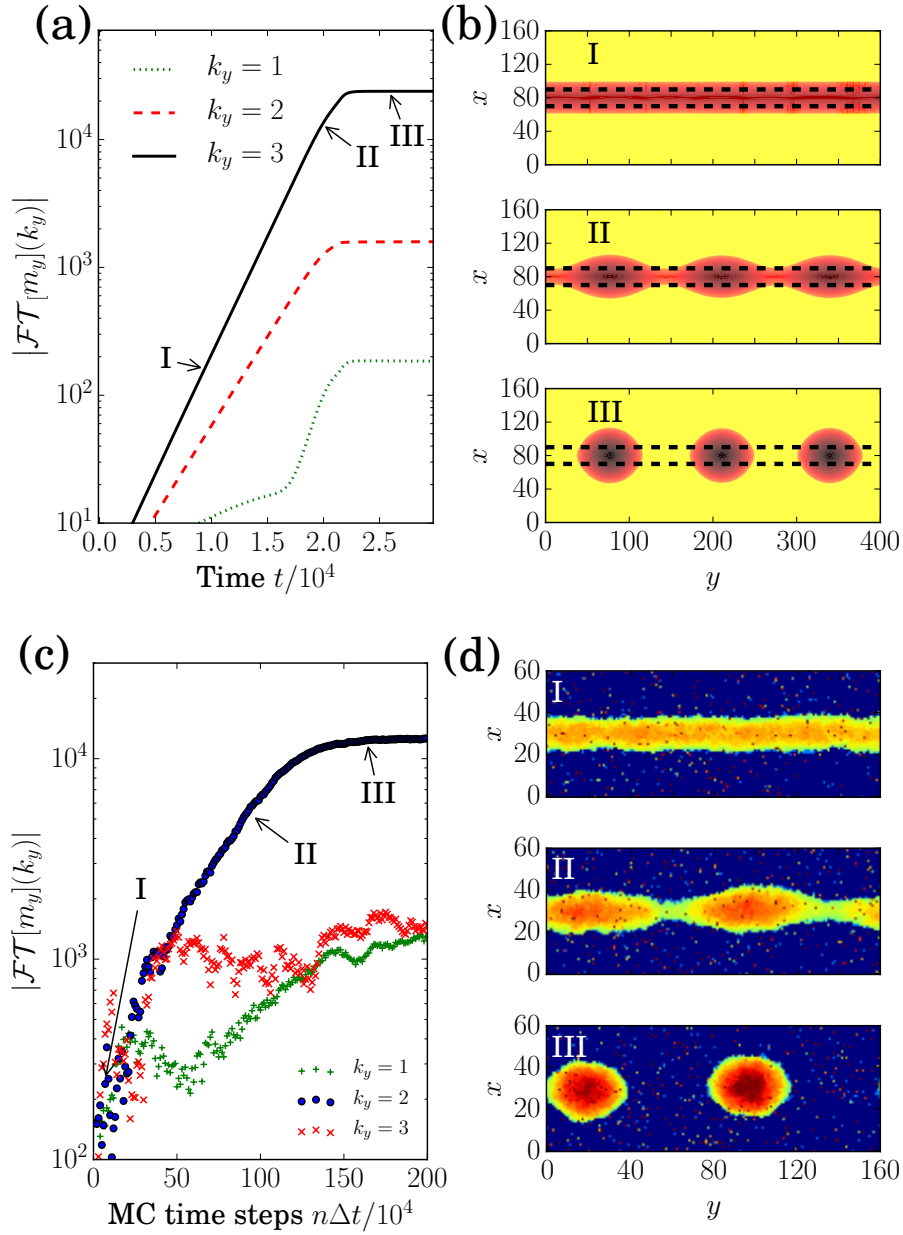 (a)
|ℱ𝒯[m_y](k_y)|
10^4
10^3
10^2
10^1
k_y = 1
k_y = 2
k_y = 3
I
II
III
0.0 0.5 1.0 1.5 2.0 2.5
Time t/10^4
(b)
x
160
120
80
40
0
I
x
160
120
80
40
0
II
x
160
120
80
40
0
III
0 100 200 300 400
y
(c)
|ℱ𝒯[m_y](k_y)|
10^4
10^3
10^2
I
II
III
k_y = 1
k_y = 2
k_y = 3
0 50 100 150 200
MC time steps nΔt/10^4
(d)
x
60
40
20
0
I
x
60
40
20
0
II
x
60
40
20
0
III
0 40 80 120 160
y